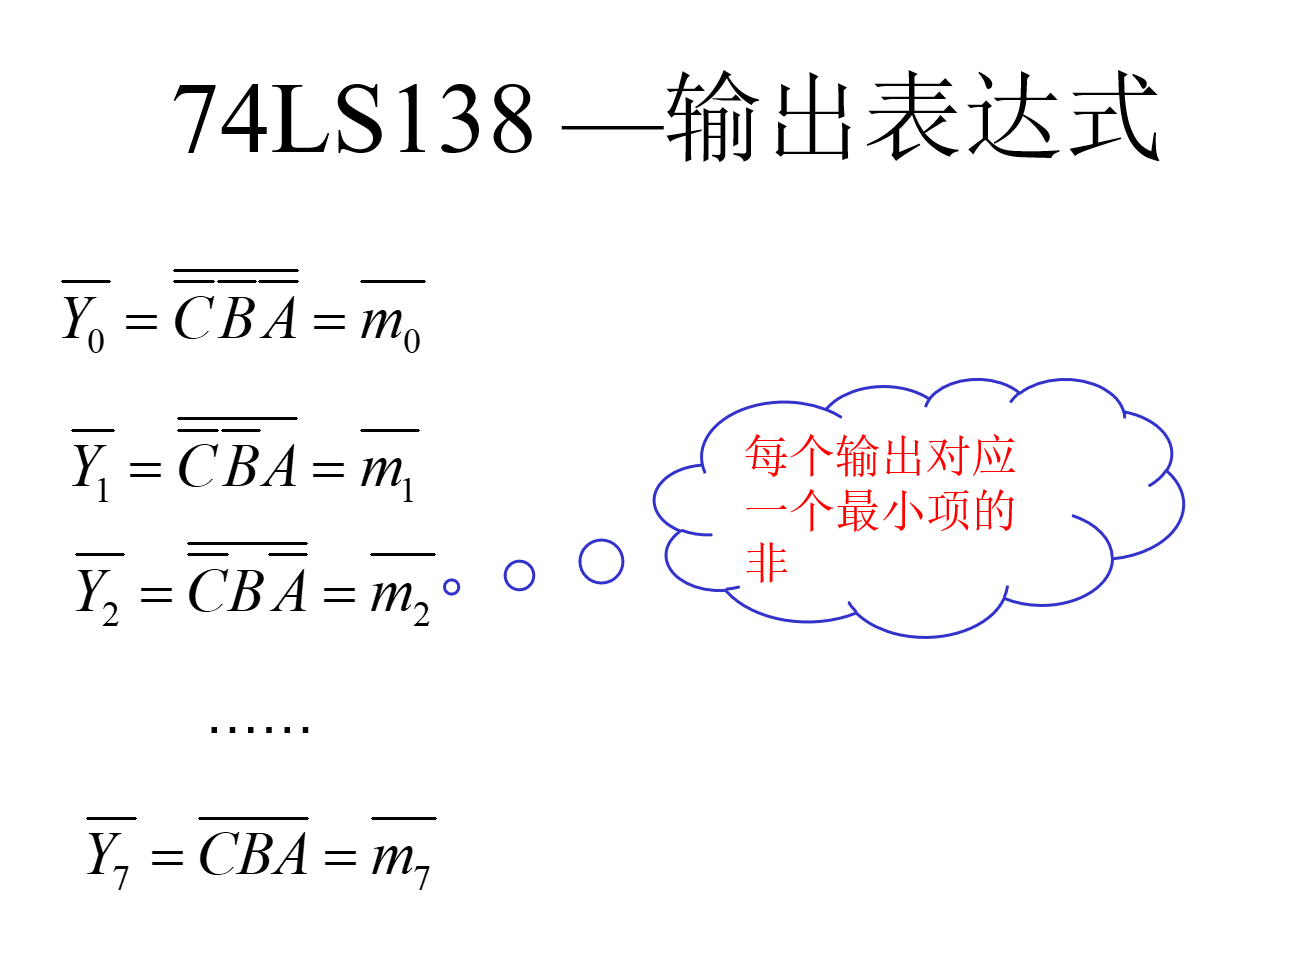 74LS138 —输出表达式
$\overline{Y_0} = \overline{\overline{C}\,\overline{B}\,\overline{A}} = \overline{m_0}$
$\overline{Y_1} = \overline{\overline{C}\,\overline{B}A} = \overline{m_1}$
$\overline{Y_2} = \overline{\overline{C}B\overline{A}} = \overline{m_2}$
……
$\overline{Y_7} = \overline{CBA} = \overline{m_7}$
每个输出对应
一个最小项的
非